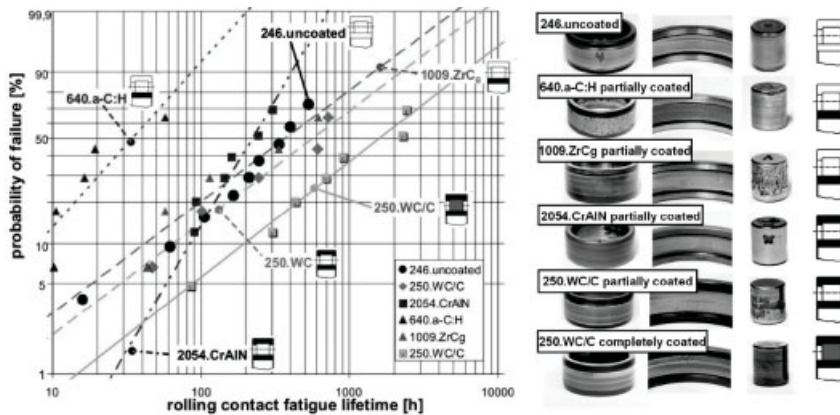 99,9
90
50
10
5
1
probability of failure [%]
10
100
1000
10000
rolling contact fatigue lifetime [h]
246.uncoated
640.a-C:H
1009.ZrCg
250.WC/C
250.WC
2054.CrAlN
246.uncoated
250.WC/C
2054.CrAlN
640.a-C:H
1009.ZrCg
250.WC/C
246.uncoated
640.a-C:H partially coated
1009.ZrCg partially coated
2054.CrAlN partially coated
250.WC/C partially coated
250.WC/C completely coated